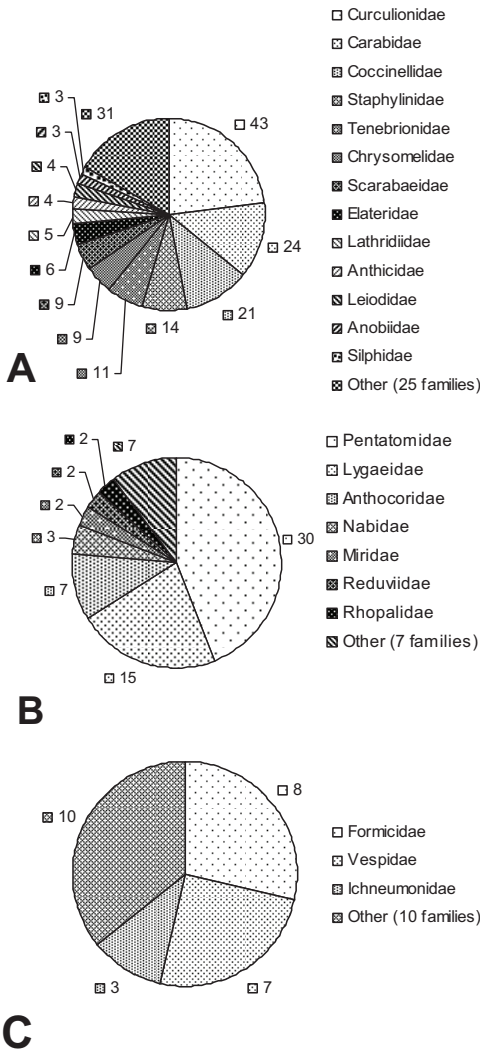 Curculionidae
Carabidae
Coccinellidae
Staphylinidae
Tenebrionidae
Chrysomelidae
Scarabaeidae
Elateridae
Lathridiidae
Anthicidae
Leiodidae
Anobiidae
Silphidae
Other (25 families)
43
24
21
14
11
9
9
6
5
4
4
3
3
31
A
Pentatomidae
Lygaeidae
Anthocoridae
Nabidae
Miridae
Reduviidae
Rhopalidae
Other (7 families)
30
15
7
3
2
2
2
7
B
Formicidae
Vespidae
Ichneumonidae
Other (10 families)
8
7
3
10
C